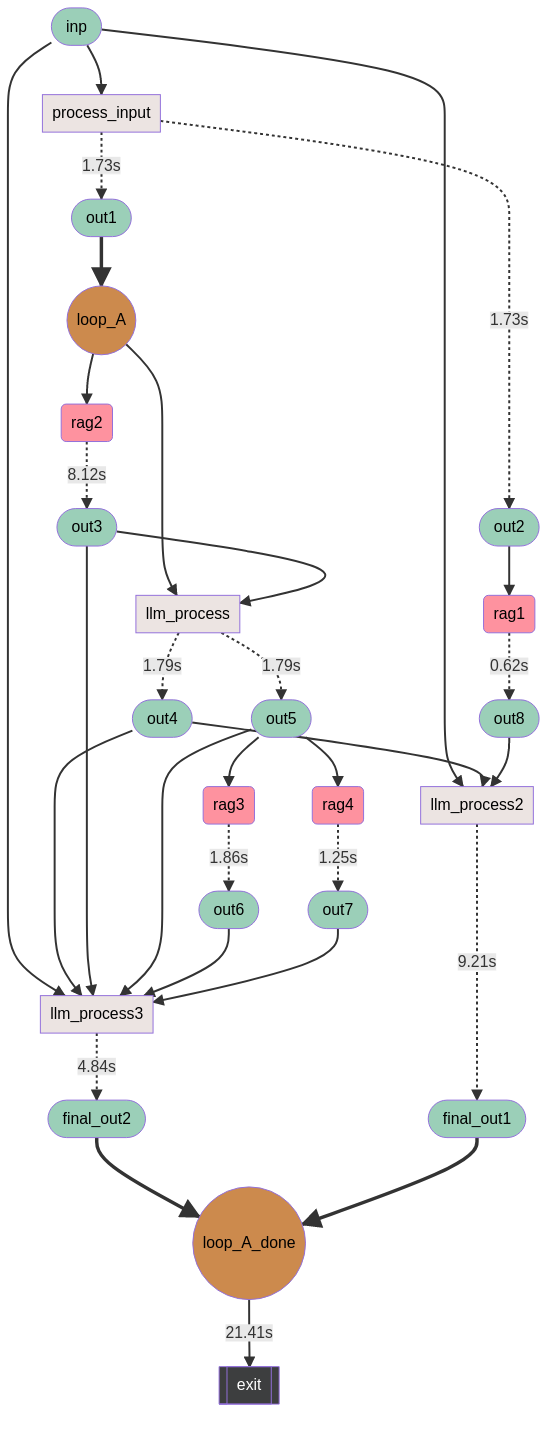 inp
process_input
1.73s
out1
loop_A
1.73s
rag2
8.12s
out3
out2
llm_process
rag1
1.79s
1.79s
0.62s
out4
out5
out8
rag3
rag4
llm_process2
1.86s
1.25s
out6
out7
9.21s
llm_process3
4.84s
final_out2
final_out1
loop_A_done
21.41s
exit